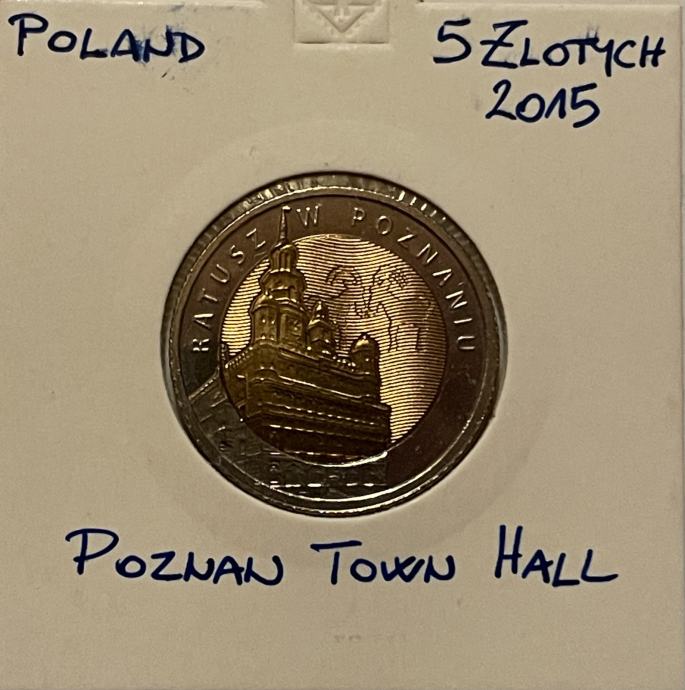 POLAND
5 ZLOTYCH
2015
RATUSZ W POZNANIU
POZNAN TOWN HALL